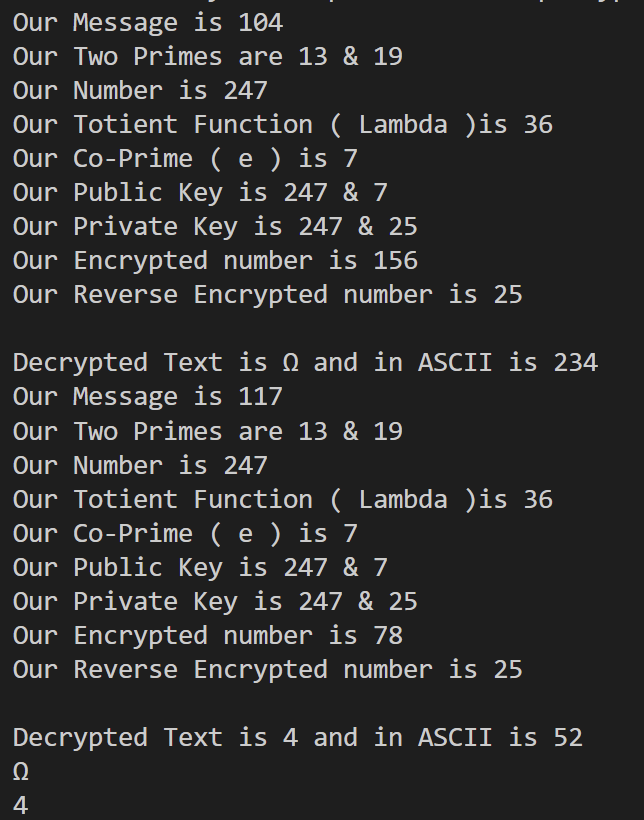 Our Message is 104
Our Two Primes are 13 & 19
Our Number is 247
Our Totient Function ( Lambda )is 36
Our Co-Prime ( e ) is 7
Our Public Key is 247 & 7
Our Private Key is 247 & 25
Our Encrypted number is 156
Our Reverse Encrypted number is 25
Decrypted Text is Ω and in ASCII is 234
Our Message is 117
Our Two Primes are 13 & 19
Our Number is 247
Our Totient Function ( Lambda )is 36
Our Co-Prime ( e ) is 7
Our Public Key is 247 & 7
Our Private Key is 247 & 25
Our Encrypted number is 78
Our Reverse Encrypted number is 25
Decrypted Text is 4 and in ASCII is 52
Ω
4